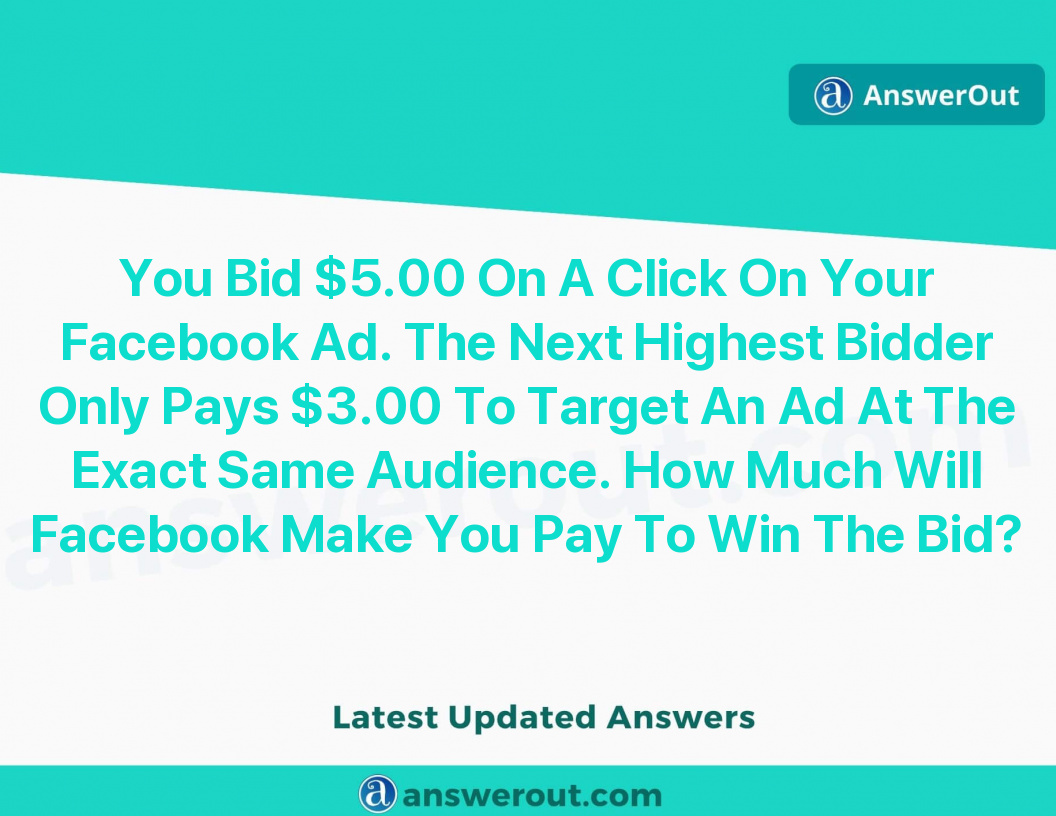 AnswerOut
You Bid $5.00 On A Click On Your
Facebook Ad. The Next Highest Bidder
Only Pays $3.00 To Target An Ad At The
Exact Same Audience. How Much Will
Facebook Make You Pay To Win The Bid?
answerout.com
Latest Updated Answers
answerout.com